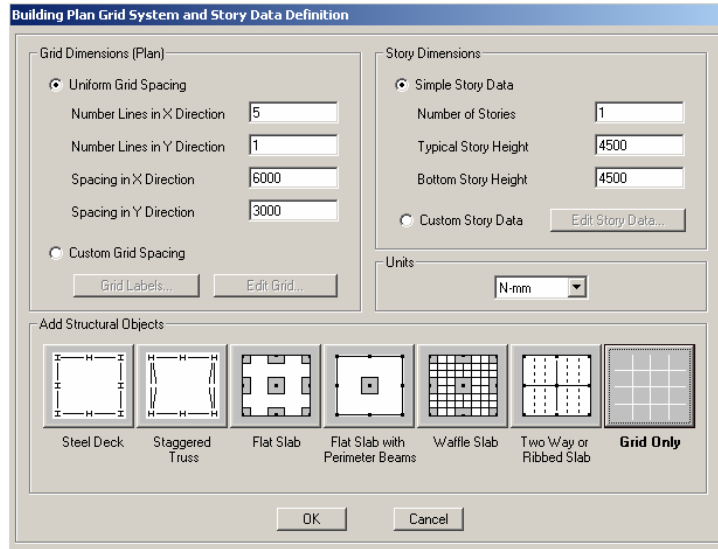 Building Plan Grid System and Story Data Definition
Grid Dimensions (Plan)
Uniform Grid Spacing
Number Lines in X Direction 5
Number Lines in Y Direction 1
Spacing in X Direction 6000
Spacing in Y Direction 3000
Custom Grid Spacing
Grid Labels... Edit Grid...
Story Dimensions
Simple Story Data
Number of Stories 1
Typical Story Height 4500
Bottom Story Height 4500
Custom Story Data Edit Story Data...
Units
N-mm
Add Structural Objects
Steel Deck
Staggered
Truss
Flat Slab
Flat Slab with
Perimeter Beams
Waffle Slab
Two Way or
Ribbed Slab
Grid Only
OK Cancel